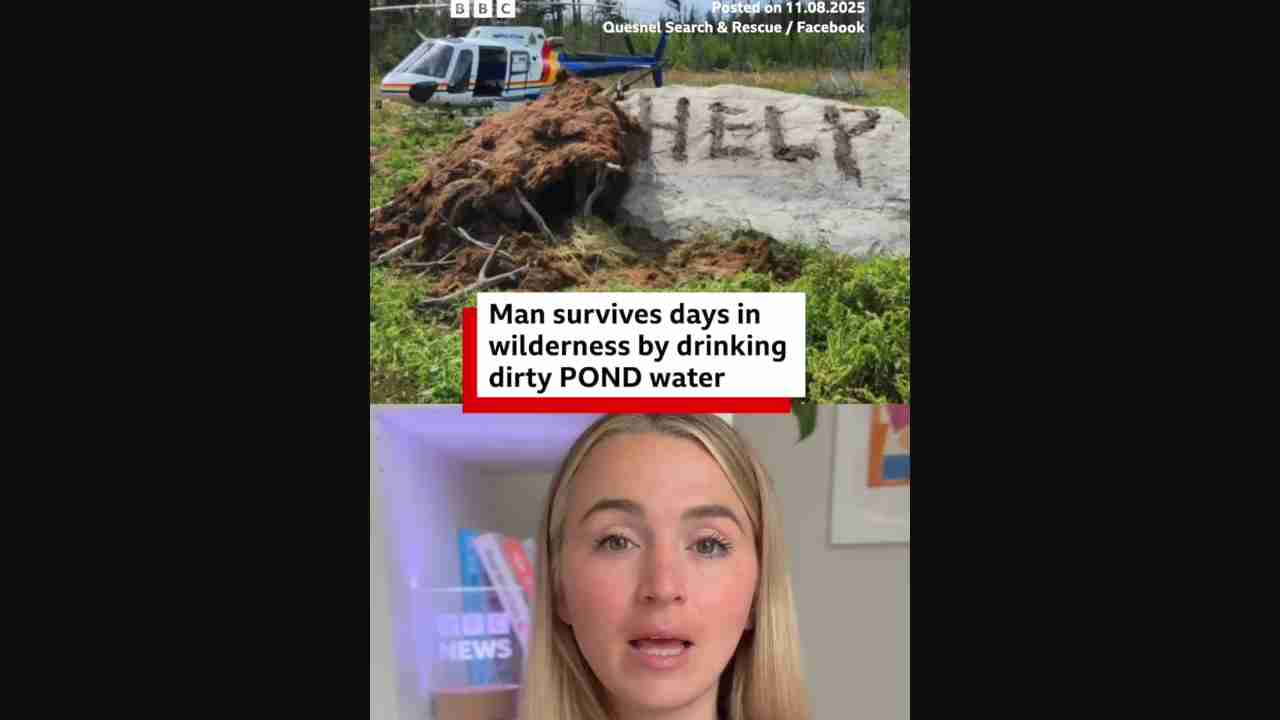 BBC
Posted on 11.08.2025
Quesnel Search & Rescue / Facebook
HELP
Man survives days in
wilderness by drinking
dirty POND water
BBC
NEWS